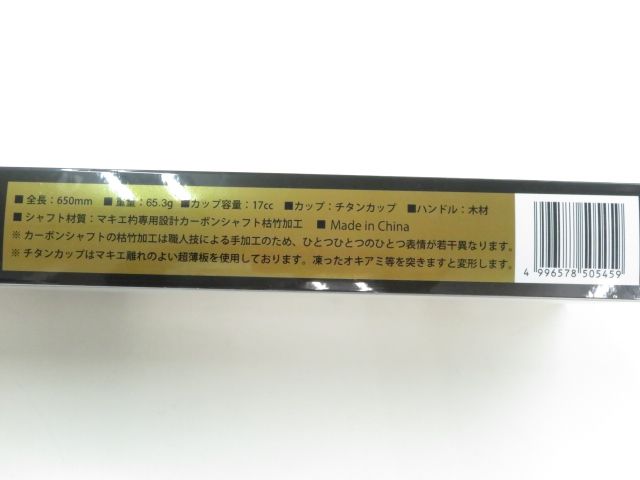 ■ 全長：650mm ■ 重量：65.3g ■カップ容量：17cc ■カップ：チタンカップ ■ハンドル：木材
■ シャフト材質：マキエ杓専用設計カーボンシャフト枯竹加工 ■ Made in China
※ カーボンシャフトの枯竹加工は職人技による手加工のため、ひとつひとつのひとつ表情が若干異なります。
※ チタンカップはマキエ離れのよい超薄板を使用しております。凍ったオキアミ等を突きますと変形します。
4 996578 505459